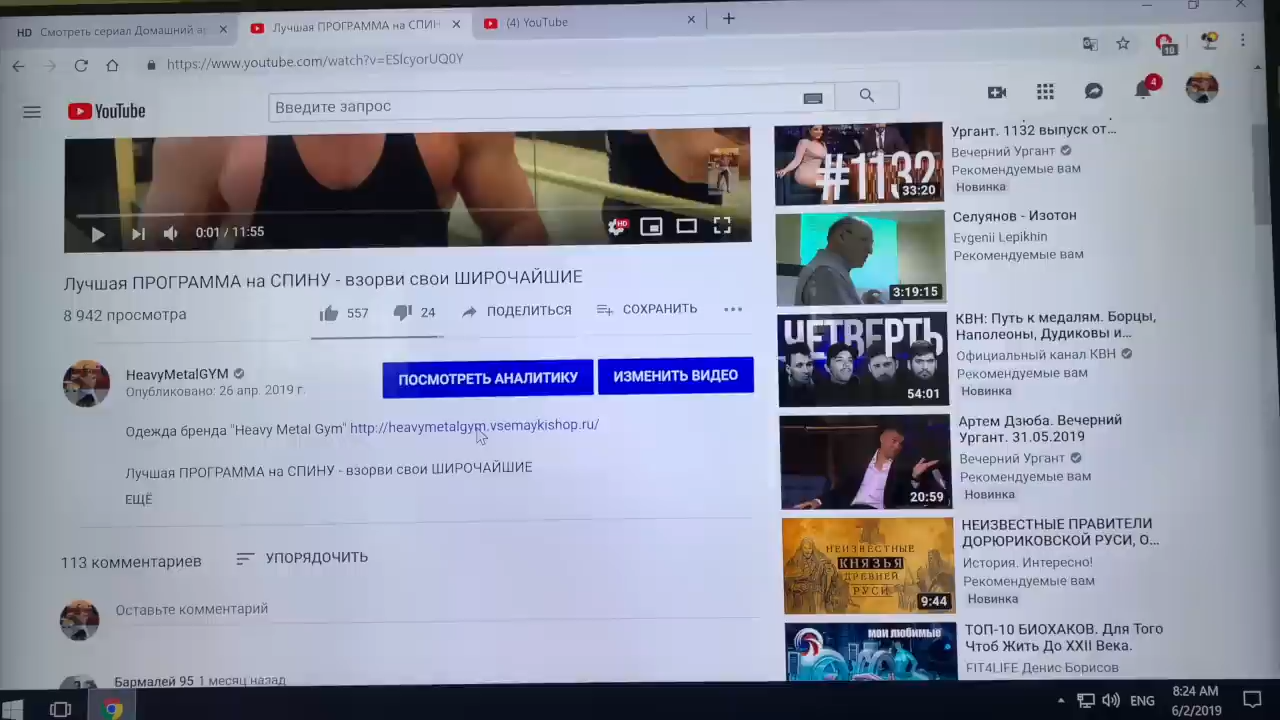 HD Смотреть сериал Домашний ар
Лучшая ПРОГРАММА на СПИН
(4) YouTube
https://www.youtube.com/watch?v=ESlcyorUQ0Y
10
YouTube
Введите запрос
4
0:01 / 11:55
HD
Лучшая ПРОГРАММА на СПИНУ - взорви свои ШИРОЧАЙШИЕ
8 942 просмотра
557
24
ПОДЕЛИТЬСЯ
СОХРАНИТЬ
HeavyMetalGYM
Опубликовано: 26 апр. 2019 г.
ПОСМОТРЕТЬ АНАЛИТИКУ
ИЗМЕНИТЬ ВИДЕО
Одежда бренда "Heavy Metal Gym" http://heavymetalgym.vsemaykishop.ru/
Лучшая ПРОГРАММА на СПИНУ - взорви свои ШИРОЧАЙШИЕ
ЕЩЁ
113 комментариев
УПОРЯДОЧИТЬ
Оставьте комментарий
Бармалей 95 1 месяц назад
#1132
33:20
Ургант. 1132 выпуск от...
Вечерний Ургант
Рекомендуемые вам
Новинка
3:19:15
Селуянов - Изотон
Evgenii Lepikhin
Рекомендуемые вам
ЧЕТВЕРТЬ
54:01
КВН: Путь к медалям. Борцы,
Наполеоны, Дудиковы и...
Официальный канал КВН
Рекомендуемые вам
Новинка
20:59
Артем Дзюба. Вечерний
Ургант. 31.05.2019
Вечерний Ургант
Рекомендуемые вам
Новинка
НЕИЗВЕСТНЫЕ
КНЯЗЬЯ
ДРЕВНЕЙ
РУСИ
9:44
НЕИЗВЕСТНЫЕ ПРАВИТЕЛИ
ДОРЮРИКОВСКОЙ РУСИ, О...
История. Интересно!
Рекомендуемые вам
Новинка
мои любимые
ТОП-10 БИОХАКОВ. Для Того
Чтоб Жить До XXII Века.
FIT4LIFE Денис Борисов
ENG
8:24 AM
6/2/2019